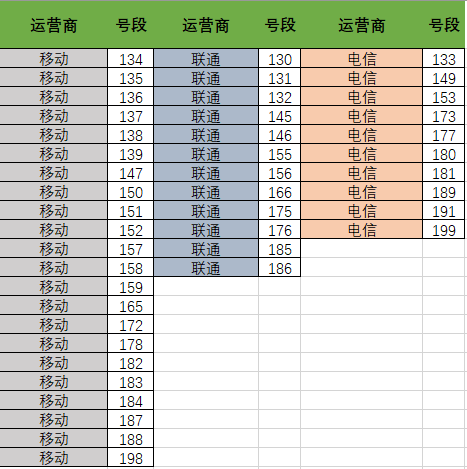 运营商 号段 运营商 号段 运营商 号段
移动 134 联通 130 电信 133
移动 135 联通 131 电信 149
移动 136 联通 132 电信 153
移动 137 联通 145 电信 173
移动 138 联通 146 电信 177
移动 139 联通 155 电信 180
移动 147 联通 156 电信 181
移动 150 联通 166 电信 189
移动 151 联通 175 电信 191
移动 152 联通 176 电信 199
移动 157 联通 185
移动 158 联通 186
移动 159
移动 165
移动 172
移动 178
移动 182
移动 183
移动 184
移动 187
移动 188
移动 198